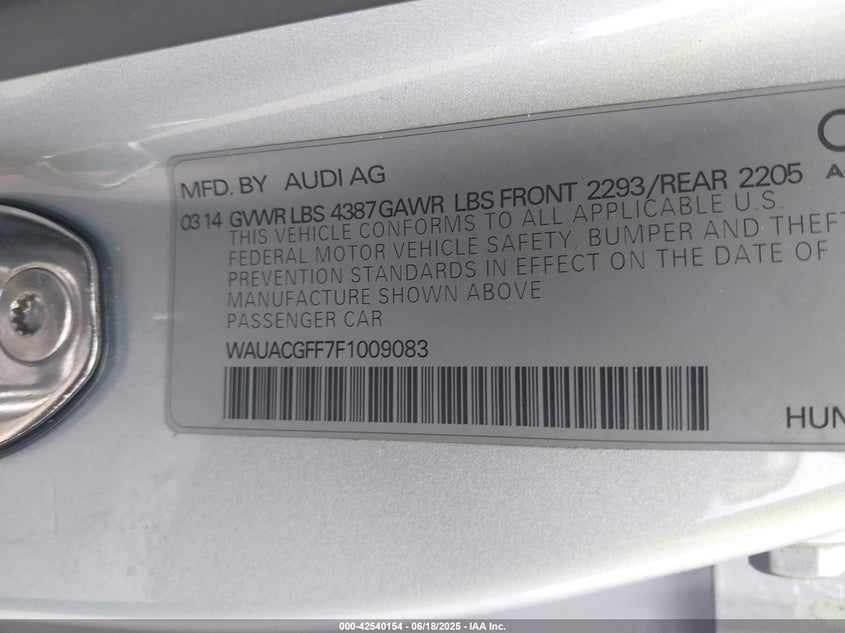 MFD. BY AUDI AG
03 14 GVWR LBS 4387 GAWR LBS FRONT 2293/REAR 2205
THIS VEHICLE CONFORMS TO ALL APPLICABLE U.S.
FEDERAL MOTOR VEHICLE SAFETY, BUMPER AND THEFT
PREVENTION STANDARDS IN EFFECT ON THE DATE OF
MANUFACTURE SHOWN ABOVE
PASSENGER CAR
WAUACGFF7F1009083
HUN
000-42540154 - 06/18/2025 - IAA Inc.